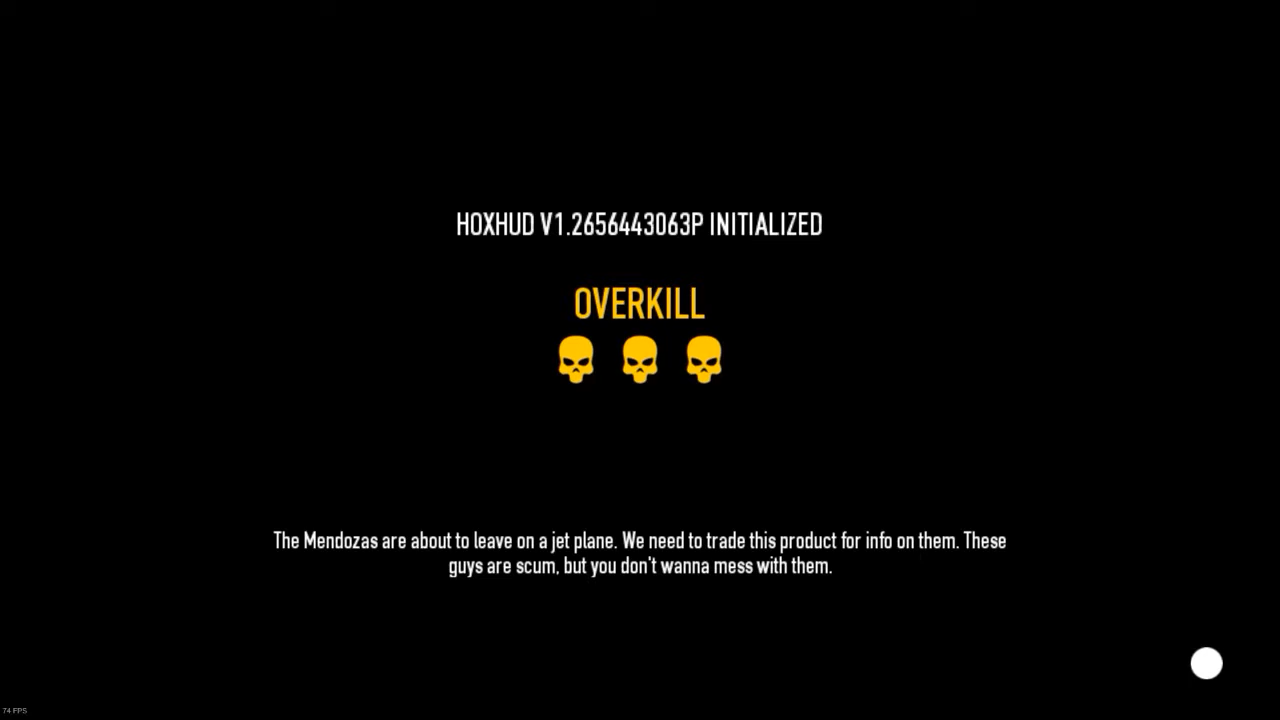 HOXHUD V1.2656443063P INITIALIZED
OVERKILL
The Mendozas are about to leave on a jet plane. We need to trade this product for info on them. These
guys are scum, but you don't wanna mess with them.
74 FPS